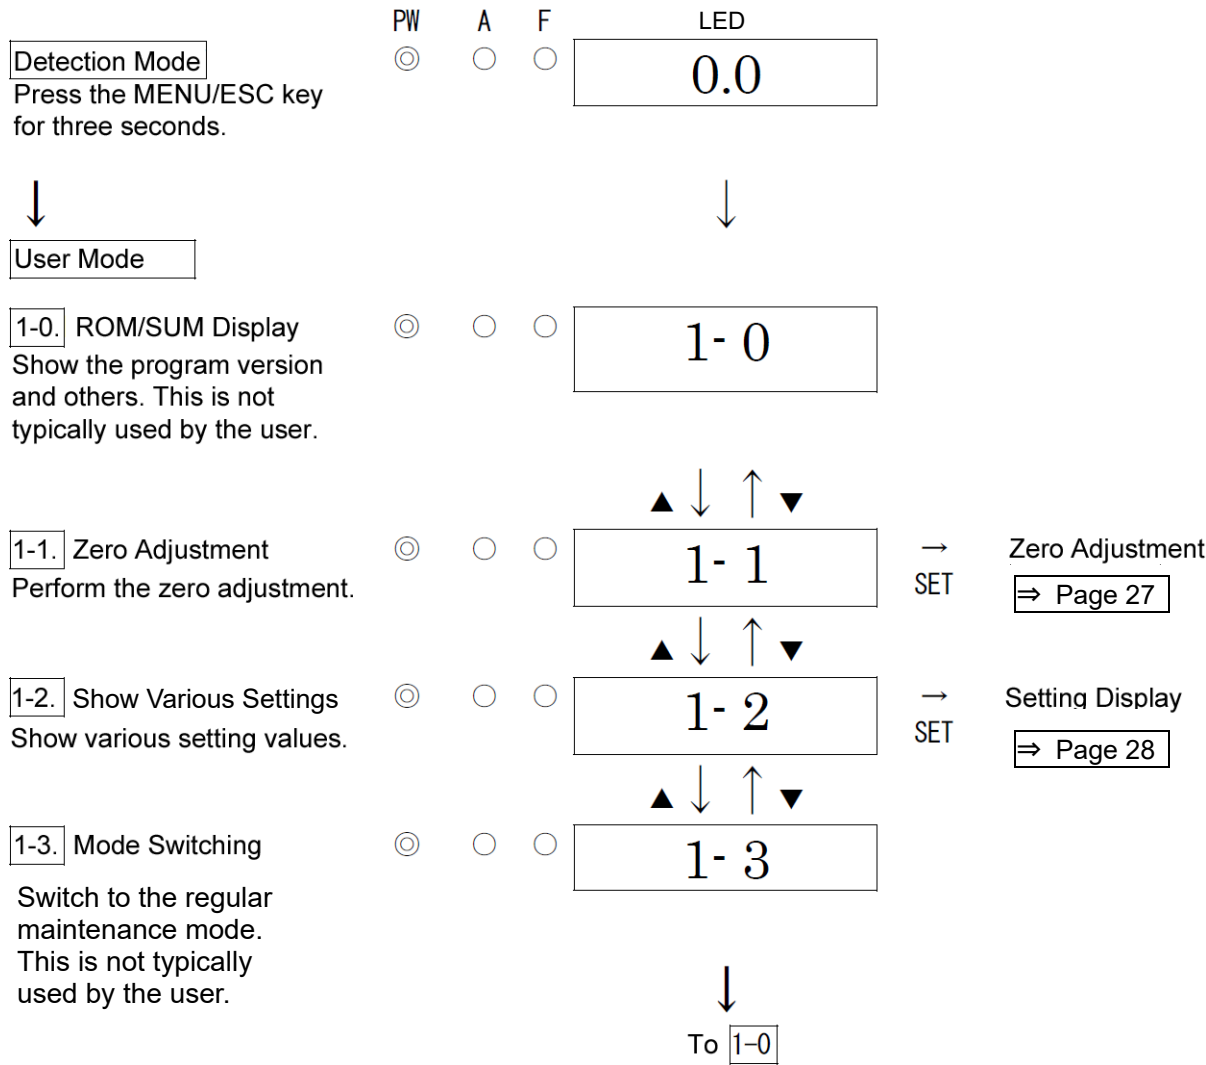 PW A F LED
Detection Mode ◎ ○ ○ 0.0
Press the MENU/ESC key
for three seconds.
↓ ↓
User Mode
1-0. ROM/SUM Display ◎ ○ ○ 1- 0
Show the program version
and others. This is not
typically used by the user.
▲ ↓ ↑ ▼
1-1. Zero Adjustment ◎ ○ ○ 1- 1 → Zero Adjustment
Perform the zero adjustment. SET ⇒ Page 27
▲ ↓ ↑ ▼
1-2. Show Various Settings ◎ ○ ○ 1- 2 → Setting Display
Show various setting values. SET ⇒ Page 28
▲ ↓ ↑ ▼
1-3. Mode Switching ◎ ○ ○ 1- 3
Switch to the regular
maintenance mode.
This is not typically
used by the user.
↓
To 1-0